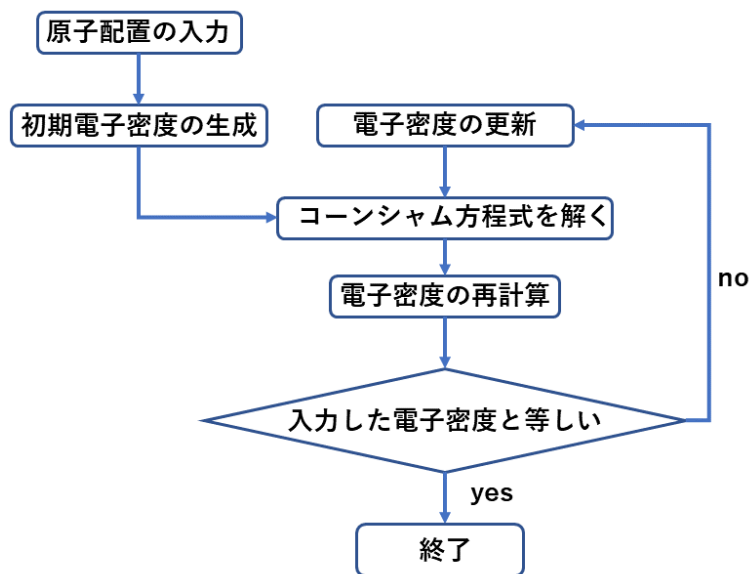 原子配置の入力
初期電子密度の生成
電子密度の更新
コーンシャム方程式を解く
電子密度の再計算
no
入力した電子密度と等しい
yes
終了